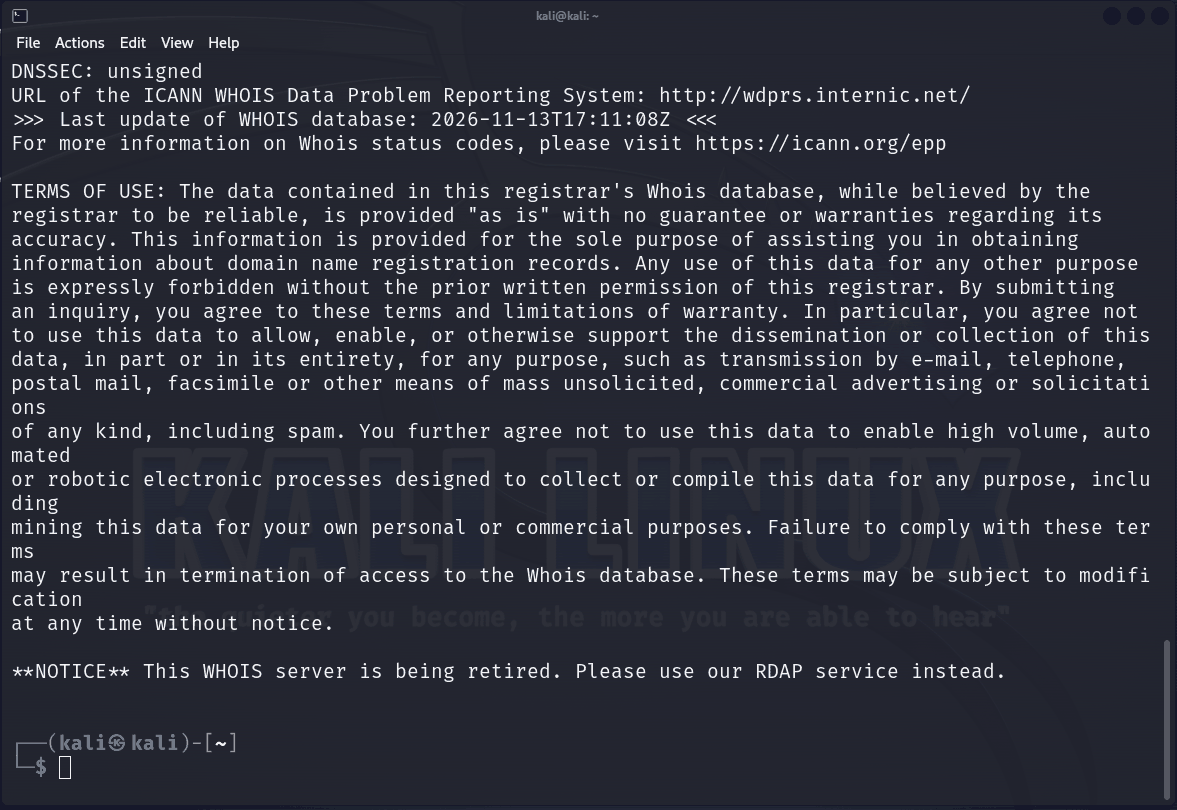 kali@kali: ~
File Actions Edit View Help
DNSSEC: unsigned
URL of the ICANN WHOIS Data Problem Reporting System: http://wdprs.internic.net/
>>> Last update of WHOIS database: 2026-11-13T17:11:08Z <<<
For more information on Whois status codes, please visit https://icann.org/epp
TERMS OF USE: The data contained in this registrar's Whois database, while believed by the
registrar to be reliable, is provided "as is" with no guarantee or warranties regarding its
accuracy. This information is provided for the sole purpose of assisting you in obtaining
information about domain name registration records. Any use of this data for any other purpose
is expressly forbidden without the prior written permission of this registrar. By submitting
an inquiry, you agree to these terms and limitations of warranty. In particular, you agree not
to use this data to allow, enable, or otherwise support the dissemination or collection of this
data, in part or in its entirety, for any purpose, such as transmission by e-mail, telephone,
postal mail, facsimile or other means of mass unsolicited, commercial advertising or solicitati
ons
of any kind, including spam. You further agree not to use this data to enable high volume, auto
mated
or robotic electronic processes designed to collect or compile this data for any purpose, inclu
ding
mining this data for your own personal or commercial purposes. Failure to comply with these ter
ms
may result in termination of access to the Whois database. These terms may be subject to modifi
cation
at any time without notice.
KALI LINUX
"the quieter you become, the more you are able to hear"
**NOTICE** This WHOIS server is being retired. Please use our RDAP service instead.
┌──(kali㉿kali)-[~]
└─$